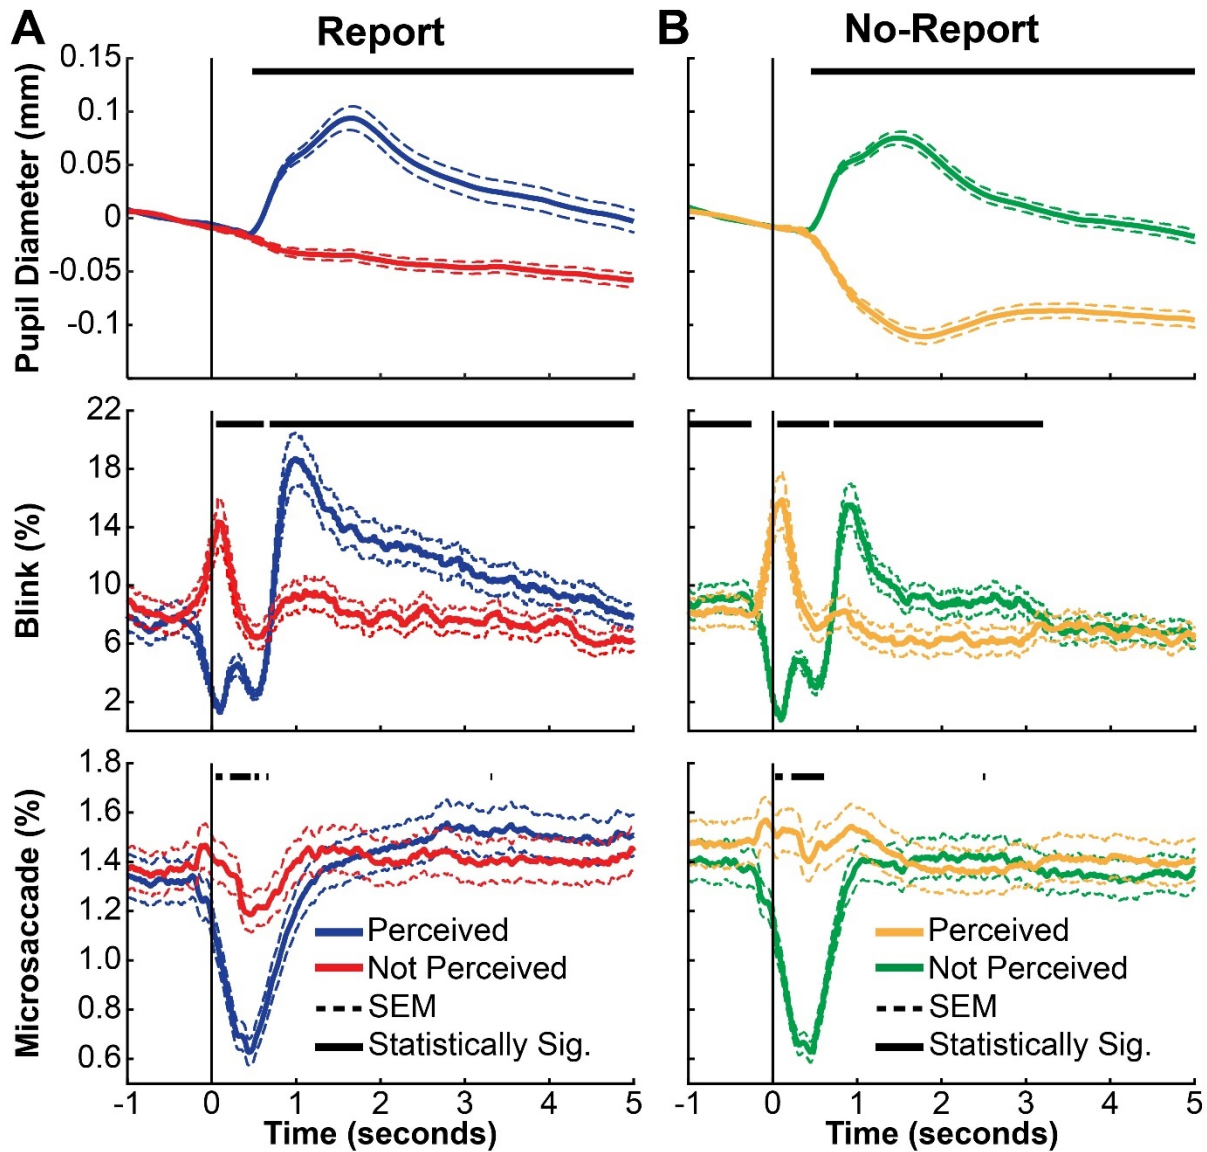 A Report
B No-Report
Pupil Diameter (mm)
0.15
0.1
0.05
0
-0.05
-0.1
Blink (%)
22
18
14
10
6
2
Microsaccade (%)
1.8
1.6
1.4
1.2
1.0
0.8
0.6
Perceived
Not Perceived
SEM
Statistically Sig.
Perceived
Not Perceived
SEM
Statistically Sig.
-1 0 1 2 3 4 5
Time (seconds)
-1 0 1 2 3 4 5
Time (seconds)